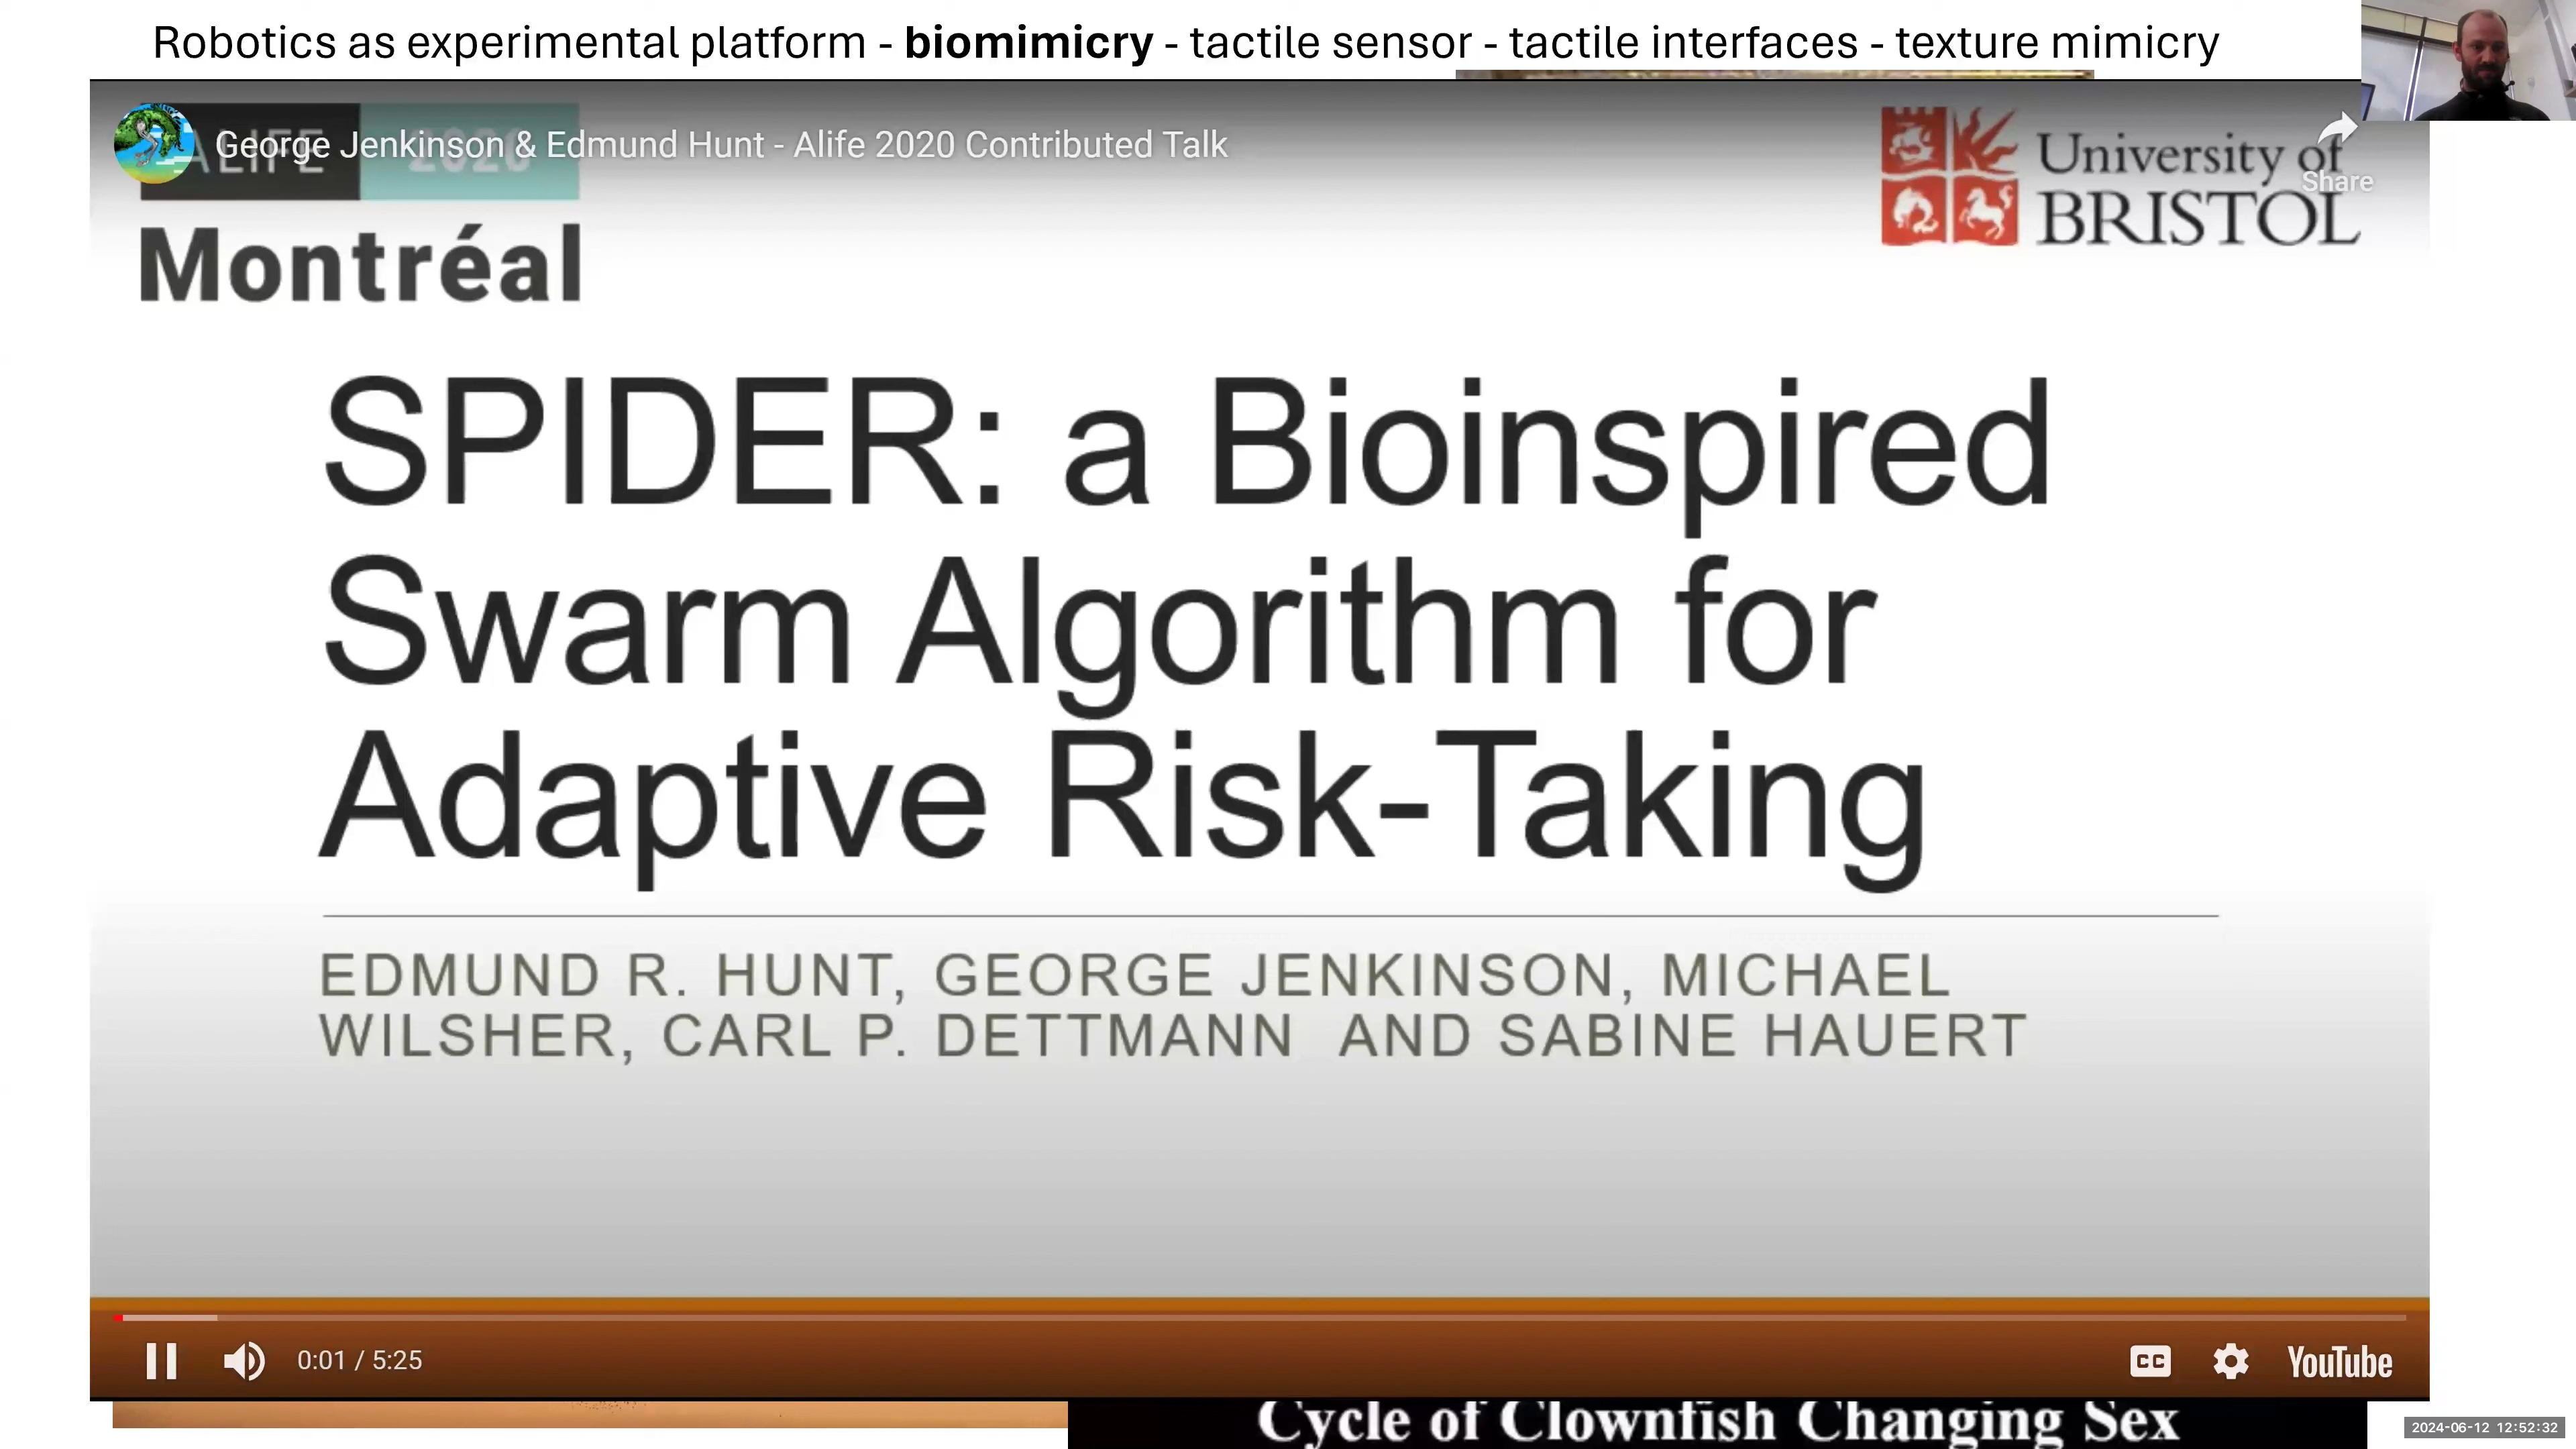 Robotics as experimental platform - biomimicry - tactile sensor - tactile interfaces - texture mimicry
ALIFE 2020
George Jenkinson & Edmund Hunt - Alife 2020 Contributed Talk
Share
Montréal
University of
BRISTOL
SPIDER: a Bioinspired
Swarm Algorithm for
Adaptive Risk-Taking
EDMUND R. HUNT, GEORGE JENKINSON, MICHAEL
WILSHER, CARL P. DETTMANN AND SABINE HAUERT
0:01 / 5:25
CC
YouTube
Cycle of Clownfish Changing Sex
2024-06-12 12:52:32